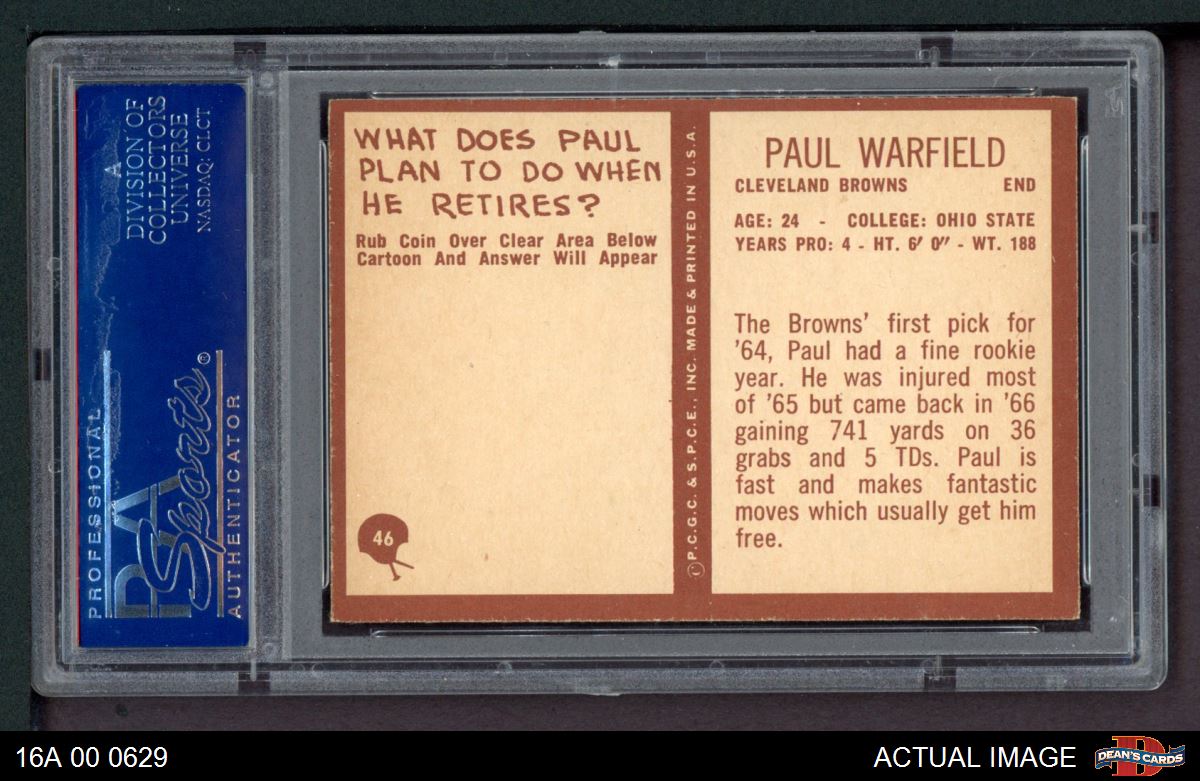 A
DIVISION OF
COLLECTORS
UNIVERSE
NASDAQ: CLCT
PROFESSIONAL
PSA
Sports®
AUTHENTICATOR
WHAT DOES PAUL
PLAN TO DO WHEN
HE RETIRES?
Rub Coin Over Clear Area Below
Cartoon And Answer Will Appear
46
©P.C.G.C. & S.P.C.E., INC. MADE & PRINTED IN U.S.A.
PAUL WARFIELD
CLEVELAND BROWNS END
AGE: 24 - COLLEGE: OHIO STATE
YEARS PRO: 4 - HT. 6' 0" - WT. 188
The Browns' first pick for
'64, Paul had a fine rookie
year. He was injured most
of '65 but came back in '66
gaining 741 yards on 36
grabs and 5 TDs. Paul is
fast and makes fantastic
moves which usually get him
free.
16A 00 0629
ACTUAL IMAGE
D
DEAN'S CARDS